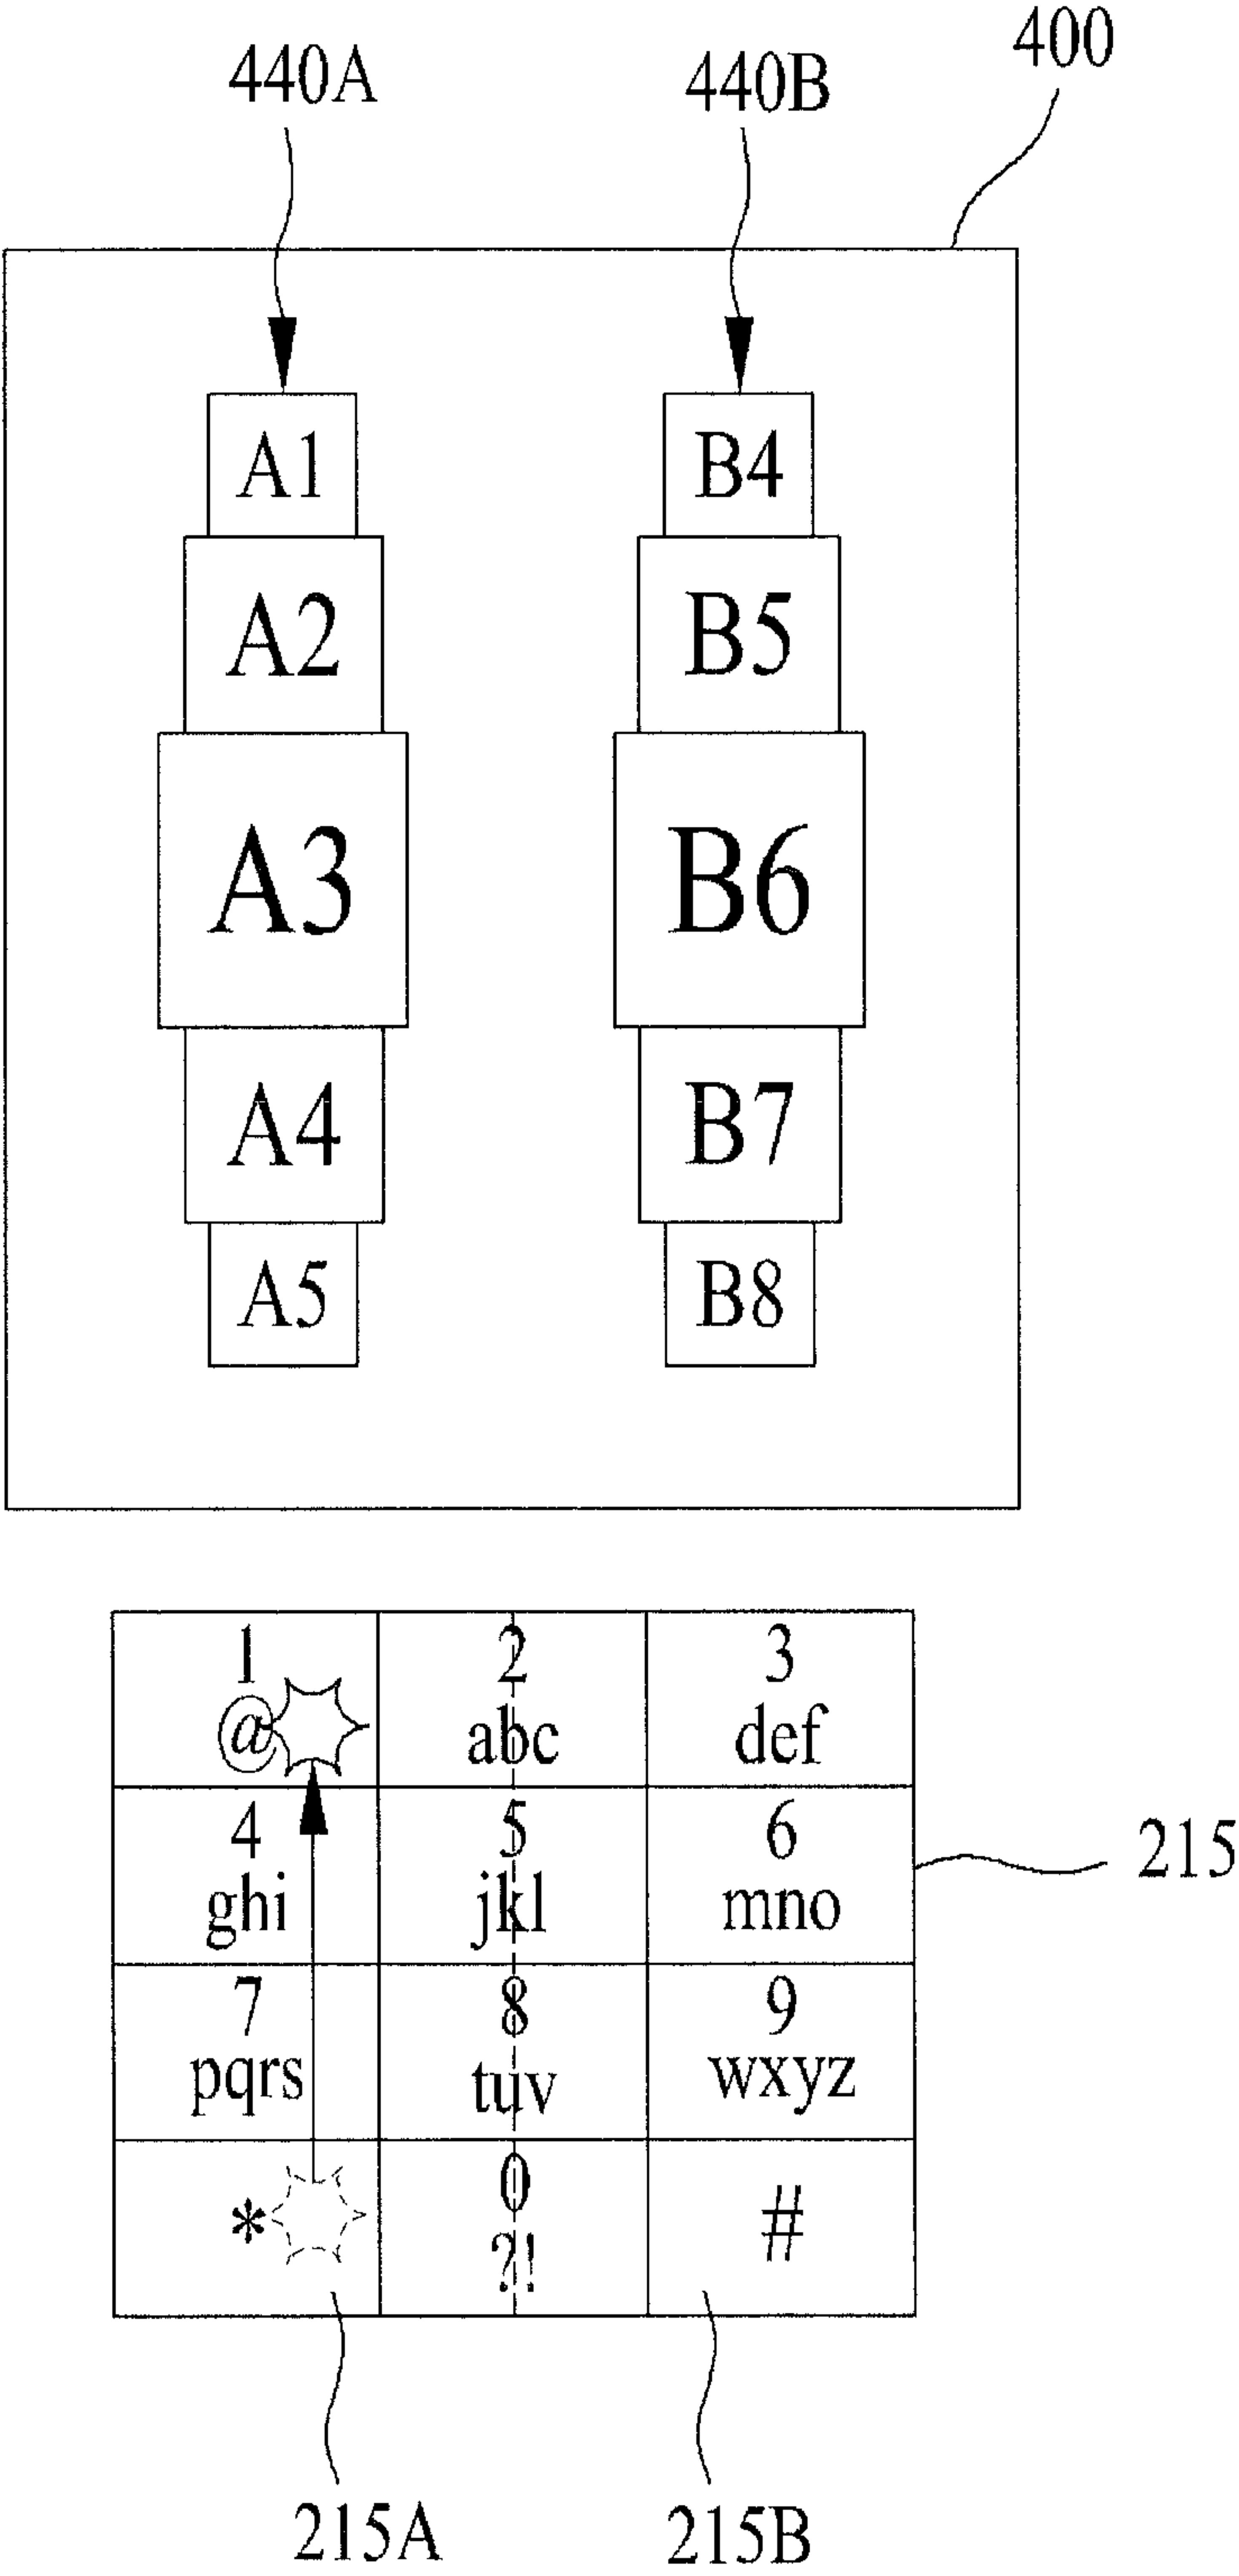 400
440A 440B
A1 B4
A2 B5
A3 B6
A4 B7
A5 B8
1 2 3
@ abc def
4 5 6
ghi jkl mno
215
7 8 9
pqrs tuv wxyz
* 0 #
?!
215A 215B